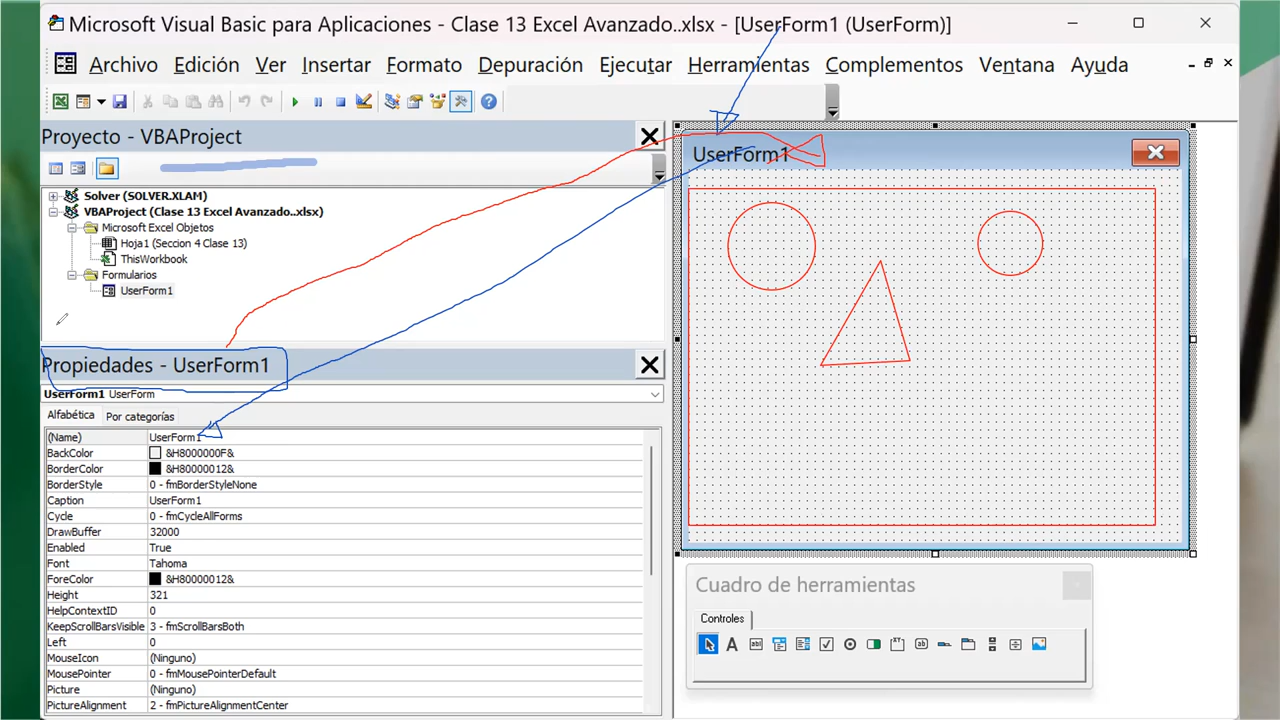 Microsoft Visual Basic para Aplicaciones - Clase 13 Excel Avanzado..xlsx - [UserForm1 (UserForm)]
Archivo Edición Ver Insertar Formato Depuración Ejecutar Herramientas Complementos Ventana Ayuda
Proyecto - VBAProject
Solver (SOLVER.XLAM)
VBAProject (Clase 13 Excel Avanzado..xlsx)
Microsoft Excel Objetos
Hoja1 (Seccion 4 Clase 13)
ThisWorkbook
Formularios
UserForm1
Propiedades - UserForm1
UserForm1 UserForm
Alfabética Por categorías
(Name) UserForm1
BackColor &H8000000F&
BorderColor &H80000012&
BorderStyle 0 - fmBorderStyleNone
Caption UserForm1
Cycle 0 - fmCycleAllForms
DrawBuffer 32000
Enabled True
Font Tahoma
ForeColor &H80000012&
Height 321
HelpContextID 0
KeepScrollBarsVisible 3 - fmScrollBarsBoth
Left 0
MouseIcon (Ninguno)
MousePointer 0 - fmMousePointerDefault
Picture (Ninguno)
PictureAlignment 2 - fmPictureAlignmentCenter
UserForm1
Cuadro de herramientas
Controles